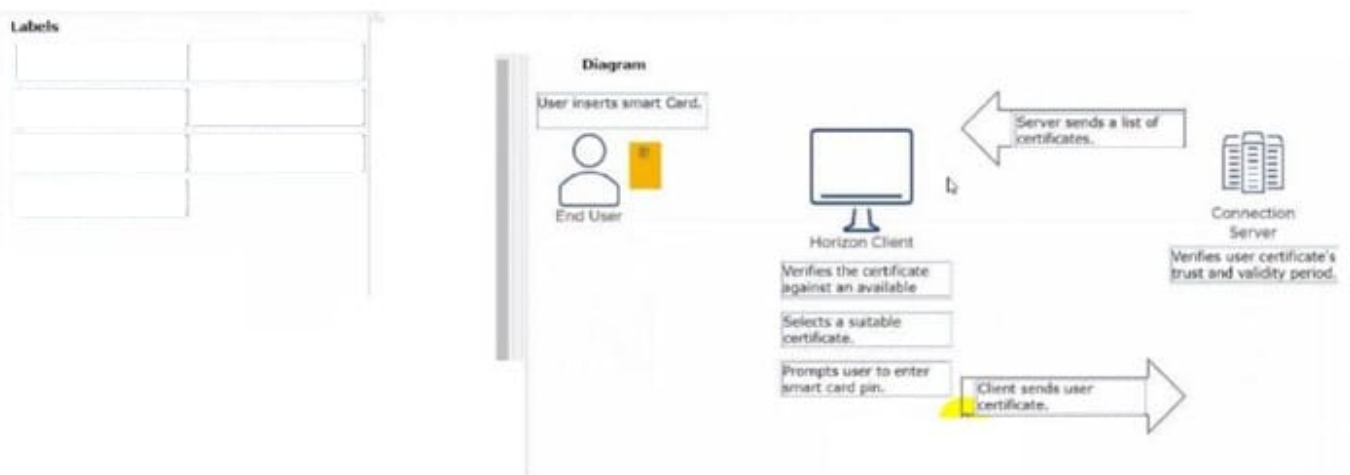 Labels
Diagram
User inserts smart Card.
End User
Server sends a list of
certificates.
Horizon Client
Connection
Server
Verifies user certificate's
trust and validity period.
Verifies the certificate
against an available
Selects a suitable
certificate.
Prompts user to enter
smart card pin.
Client sends user
certificate.